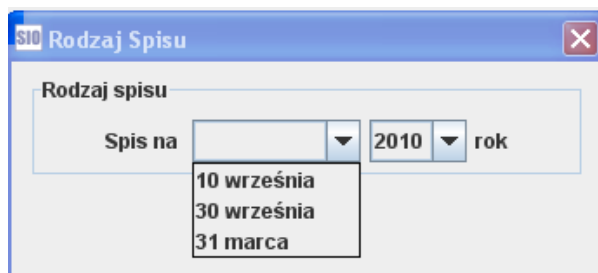 SIO Rodzaj Spisu
Rodzaj spisu
Spis na 2010 rok
10 września
30 września
31 marca